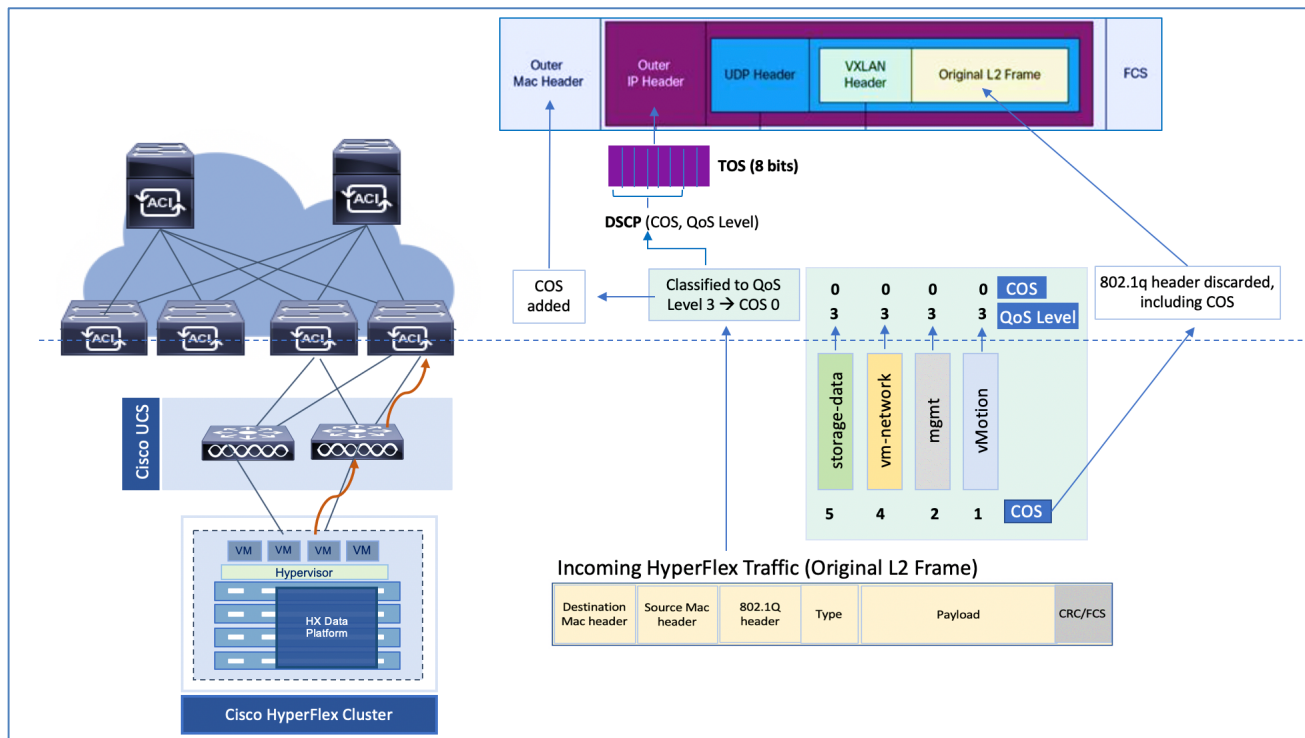 Outer
Mac Header
Outer
IP Header
UDP Header
VXLAN
Header
Original L2 Frame
FCS
TOS (8 bits)
DSCP (COS, QoS Level)
COS
added
Classified to QoS
Level 3 → COS 0
0 0 0 0 COS
3 3 3 3 QoS Level
802.1q header discarded,
including COS
storage-data
vm-network
mgmt
vMotion
5 4 2 1 COS
ACI
ACI
ACI
ACI
ACI
ACI
Cisco UCS
VM VM VM VM
Hypervisor
HX Data
Platform
Cisco HyperFlex Cluster
Incoming HyperFlex Traffic (Original L2 Frame)
Destination
Mac header
Source Mac
header
802.1Q
header
Type
Payload
CRC/FCS